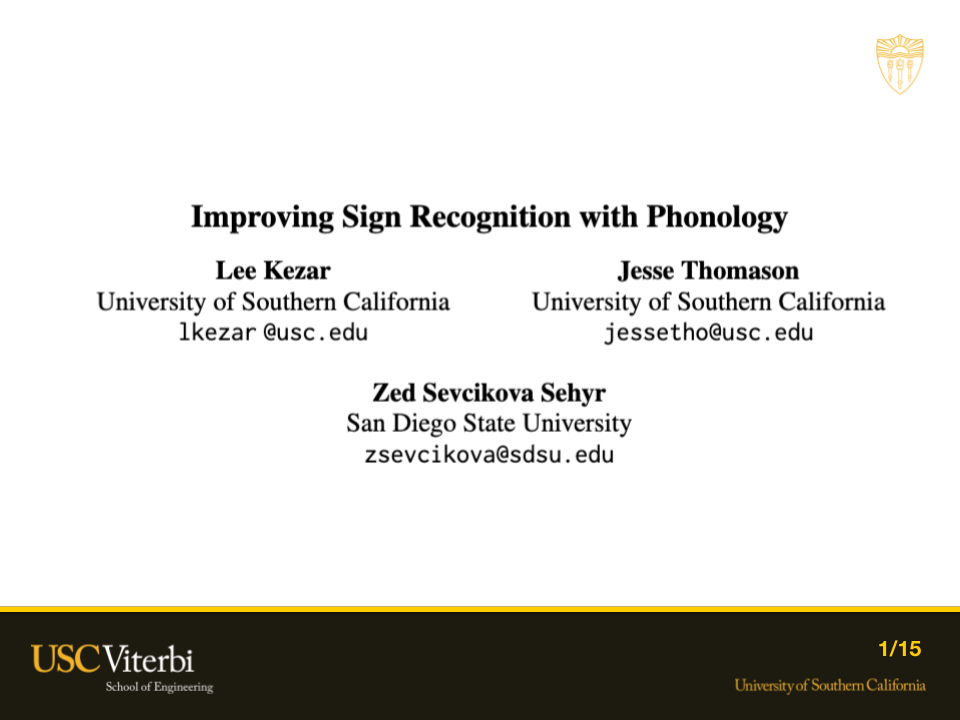 Improving Sign Recognition with Phonology
Lee Kezar
University of Southern California
lkezar @usc.edu
Jesse Thomason
University of Southern California
jessetho@usc.edu
Zed Sevcikova Sehyr
San Diego State University
zsevcikova@sdsu.edu
USC Viterbi
School of Engineering
1/15
University of Southern California